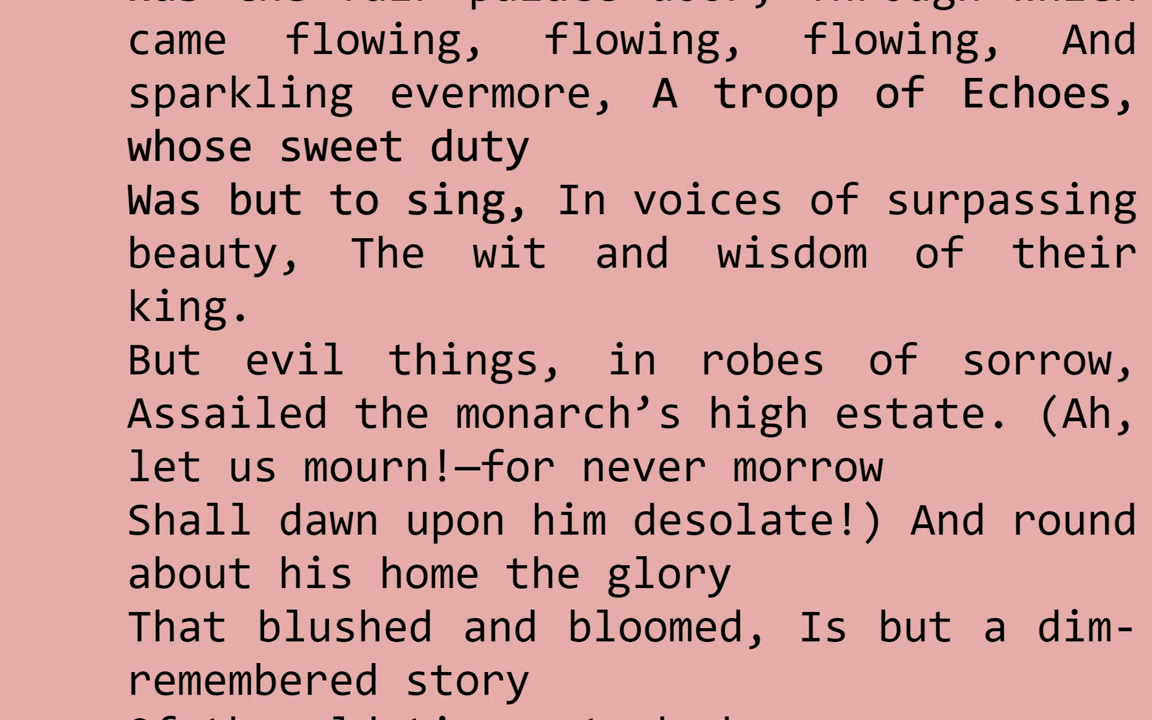 came flowing, flowing, flowing, And
sparkling evermore, A troop of Echoes,
whose sweet duty
Was but to sing, In voices of surpassing
beauty, The wit and wisdom of their
king.
But evil things, in robes of sorrow,
Assailed the monarch’s high estate. (Ah,
let us mourn!—for never morrow
Shall dawn upon him desolate!) And round
about his home the glory
That blushed and bloomed, Is but a dim-
remembered story